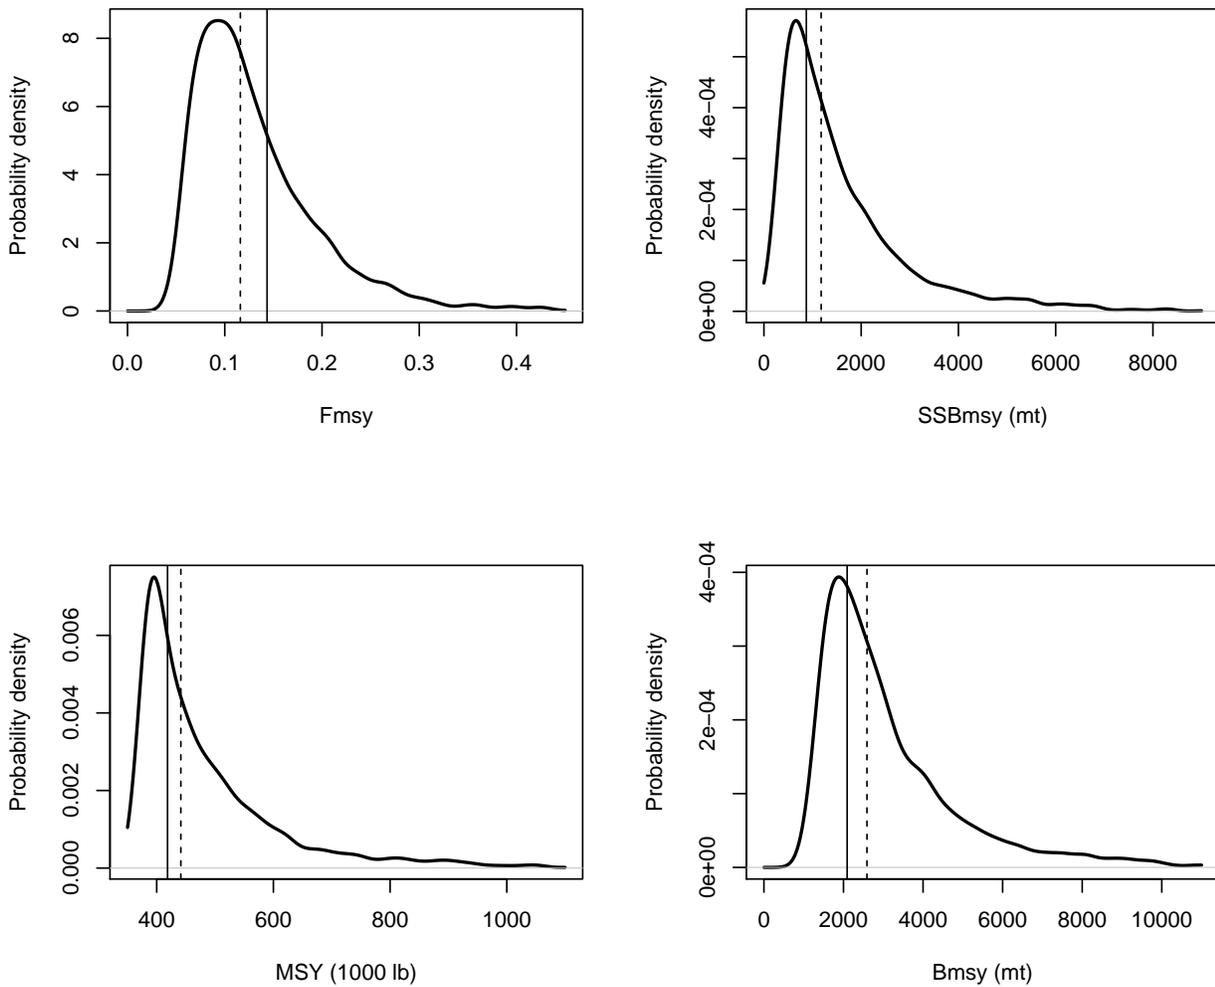 Probability density
8
6
4
2
0
0.0 0.1 0.2 0.3 0.4
Fmsy
Probability density
4e−04
2e−04
0e+00
0 2000 4000 6000 8000
SSBmsy (mt)
Probability density
0.006
0.004
0.002
0.000
400 600 800 1000
MSY (1000 lb)
Probability density
4e−04
2e−04
0e+00
0 2000 4000 6000 8000 10000
Bmsy (mt)